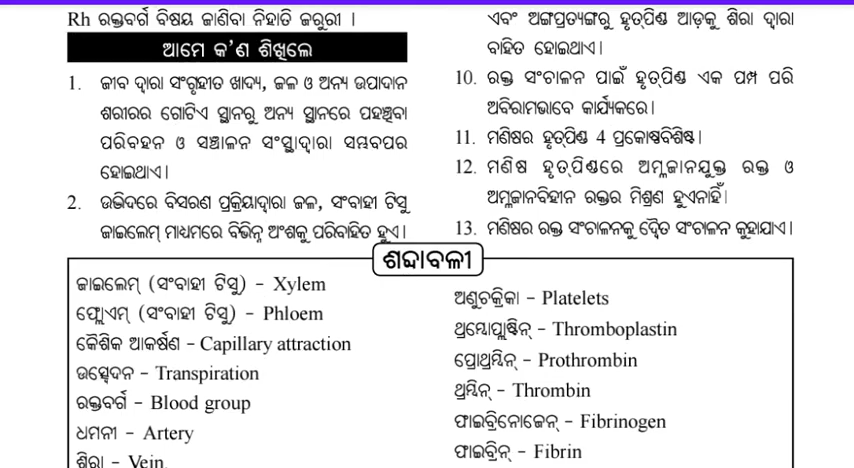 Rh ରକ୍ତବର୍ଗ ବିଷୟ ଜାଣିବା ନିହାତି ଜରୁରୀ ।
ଆମେ କ'ଣ ଶିଖିଲେ
1. ଜୀବ ଦ୍ୱାରା ସଂଗୃହୀତ ଖାଦ୍ୟ, ଜଳ ଓ ଅନ୍ୟ ଉପାଦାନ
ଶରୀରର ଗୋଟିଏ ସ୍ଥାନରୁ ଅନ୍ୟ ସ୍ଥାନରେ ପହଞ୍ଚିବା
ପରିବହନ ଓ ସଞ୍ଚାଳନ ସଂସ୍ଥାଦ୍ୱାରା ସମ୍ଭବପର
ହୋଇଥାଏ।
2. ଉଦ୍ଭିଦରେ ବିସରଣ ପ୍ରକ୍ରିୟାଦ୍ୱାରା ଜଳ, ସଂବାହୀ ଟିସୁ
ଜାଇଲେମ୍ ମାଧ୍ୟମରେ ବିଭିନ୍ନ ଅଂଶକୁ ପରିବାହିତ ହୁଏ।
ଏବଂ ଅଙ୍ଗପ୍ରତ୍ୟଙ୍ଗରୁ ହୃତ୍‌ପିଣ୍ଡ ଆଡ଼କୁ ଶିରା ଦ୍ୱାରା
ବାହିତ ହୋଇଥାଏ।
10. ରକ୍ତ ସଂଚାଳନ ପାଇଁ ହୃତ୍‌ପିଣ୍ଡ ଏକ ପମ୍ପ ପରି
ଅବିରାମଭାବେ କାର୍ଯ୍ୟକରେ।
11. ମଣିଷର ହୃତ୍‌ପିଣ୍ଡ 4 ପ୍ରକୋଷ୍ଠବିଶିଷ୍ଟ।
12. ମଣିଷ ହୃତ୍‌ପିଣ୍ଡରେ ଅମ୍ଳଜାନଯୁକ୍ତ ରକ୍ତ ଓ
ଅମ୍ଳଜାନବିହୀନ ରକ୍ତର ମିଶ୍ରଣ ହୁଏନାହିଁ।
13. ମଣିଷର ରକ୍ତ ସଂଚାଳନକୁ ଦ୍ୱୈତ ସଂଚାଳନ କୁହାଯାଏ।
ଶବ୍ଦାବଳୀ
ଜାଇଲେମ୍ (ସଂବାହୀ ଟିସୁ) – Xylem
ଫ୍ଲୋଏମ୍ (ସଂବାହୀ ଟିସୁ) – Phloem
କୈଶିକ ଆକର୍ଷଣ – Capillary attraction
ଉତ୍ସ୍ୱେଦନ – Transpiration
ରକ୍ତବର୍ଗ – Blood group
ଧମନୀ – Artery
ଶିରା – Vein
ଅଣୁଚକ୍ରିକା – Platelets
ଥ୍ରମ୍ବୋପ୍ଲାଷ୍ଟିନ୍ – Thromboplastin
ପ୍ରୋଥ୍ରମ୍ବିନ୍ – Prothrombin
ଥ୍ରମ୍ବିନ୍ – Thrombin
ଫାଇବ୍ରିନୋଜେନ୍ – Fibrinogen
ଫାଇବ୍ରିନ୍ – Fibrin